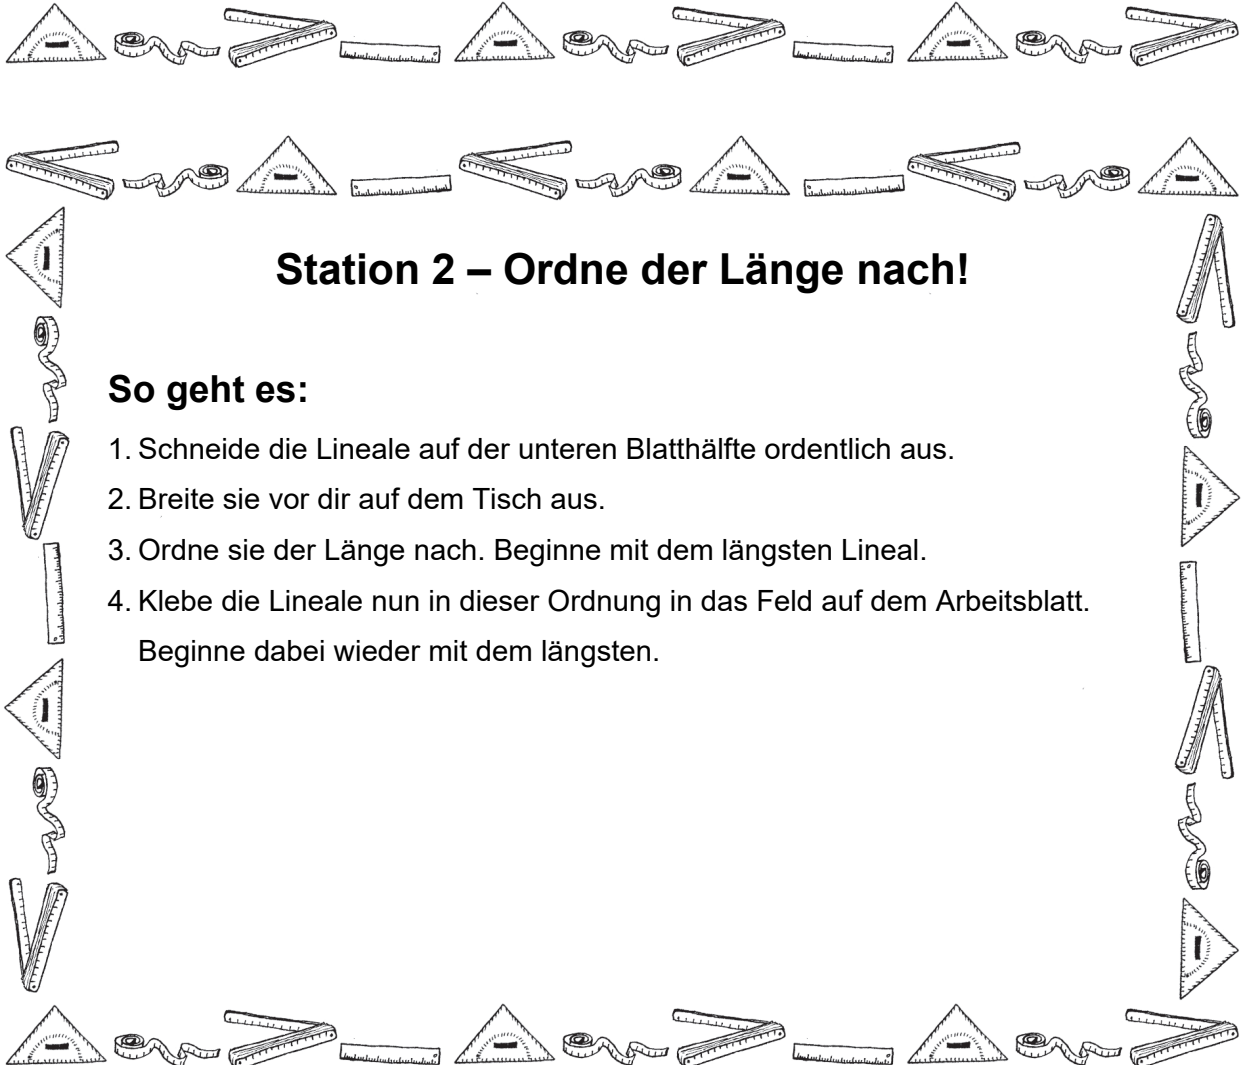 Station 2 – Ordne der Länge nach!
So geht es:
1. Schneide die Lineale auf der unteren Blatthälfte ordentlich aus.
2. Breite sie vor dir auf dem Tisch aus.
3. Ordne sie der Länge nach. Beginne mit dem längsten Lineal.
4. Klebe die Lineale nun in dieser Ordnung in das Feld auf dem Arbeitsblatt.
Beginne dabei wieder mit dem längsten.